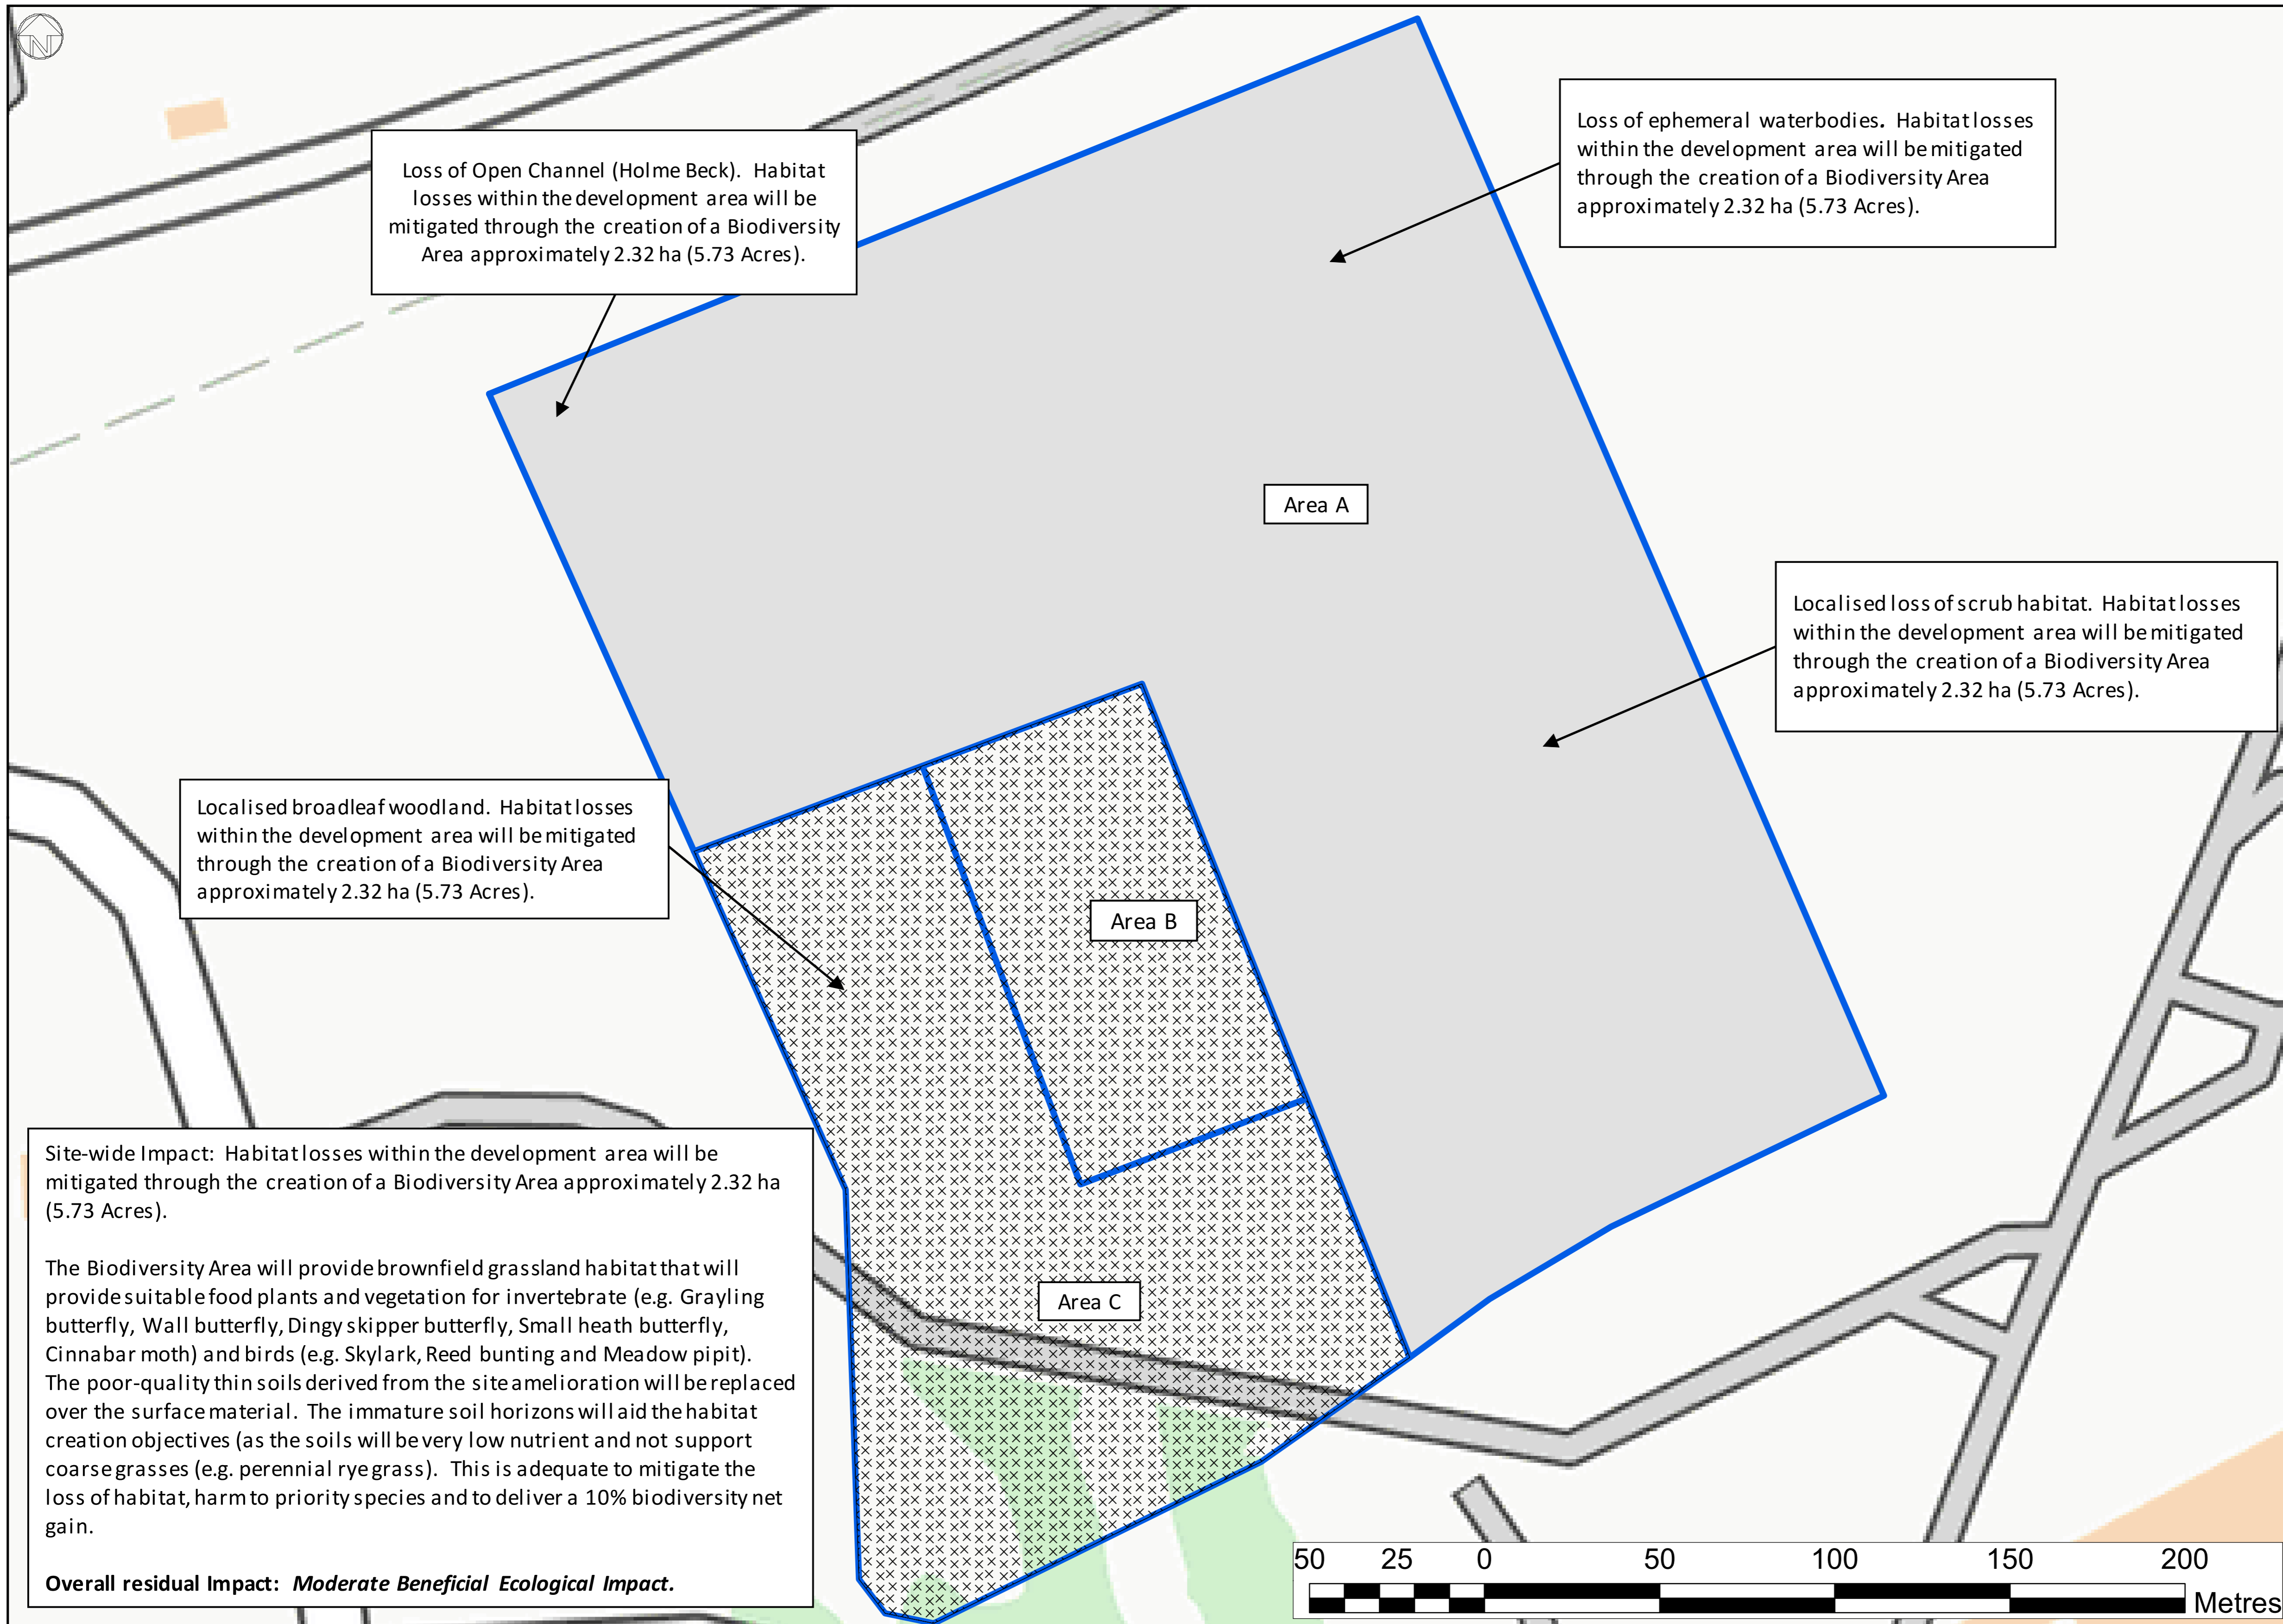 N
Loss of Open Channel (Holme Beck). Habitat
losses within the development area will be
mitigated through the creation of a Biodiversity
Area approximately 2.32 ha (5.73 Acres).
Loss of ephemeral waterbodies. Habitat losses
within the development area will be mitigated
through the creation of a Biodiversity Area
approximately 2.32 ha (5.73 Acres).
Area A
Localised loss of scrub habitat. Habitat losses
within the development area will be mitigated
through the creation of a Biodiversity Area
approximately 2.32 ha (5.73 Acres).
Localised broadleaf woodland. Habitat losses
within the development area will be mitigated
through the creation of a Biodiversity Area
approximately 2.32 ha (5.73 Acres).
Area B
Area C
Site-wide Impact: Habitat losses within the development area will be
mitigated through the creation of a Biodiversity Area approximately 2.32 ha
(5.73 Acres).
The Biodiversity Area will provide brownfield grassland habitat that will
provide suitable food plants and vegetation for invertebrate (e.g. Grayling
butterfly, Wall butterfly, Dingy skipper butterfly, Small heath butterfly,
Cinnabar moth) and birds (e.g. Skylark, Reed bunting and Meadow pipit).
The poor-quality thin soils derived from the site amelioration will be replaced
over the surface material. The immature soil horizons will aid the habitat
creation objectives (as the soils will be very low nutrient and not support
coarse grasses (e.g. perennial rye grass). This is adequate to mitigate the
loss of habitat, harm to priority species and to deliver a 10% biodiversity net
gain.
Overall residual Impact: Moderate Beneficial Ecological Impact.
50 25 0 50 100 150 200
Metres